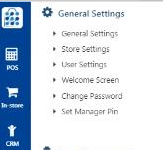 General Settings
General Settings
Store Settings
User Settings
Welcome Screen
Change Password
Set Manager Pin
POS
In-store
CRM